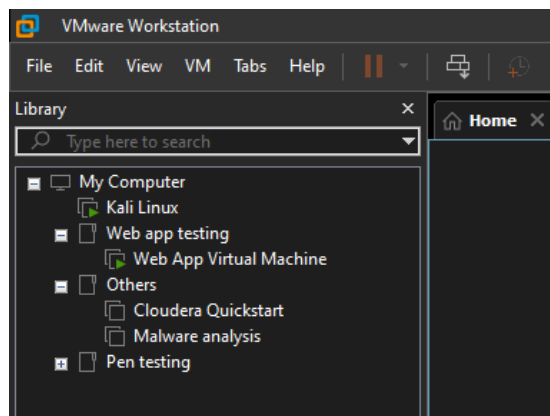 VMware Workstation
File Edit View VM Tabs Help
Library
Home
Type here to search
My Computer
Kali Linux
Web app testing
Web App Virtual Machine
Others
Cloudera Quickstart
Malware analysis
Pen testing